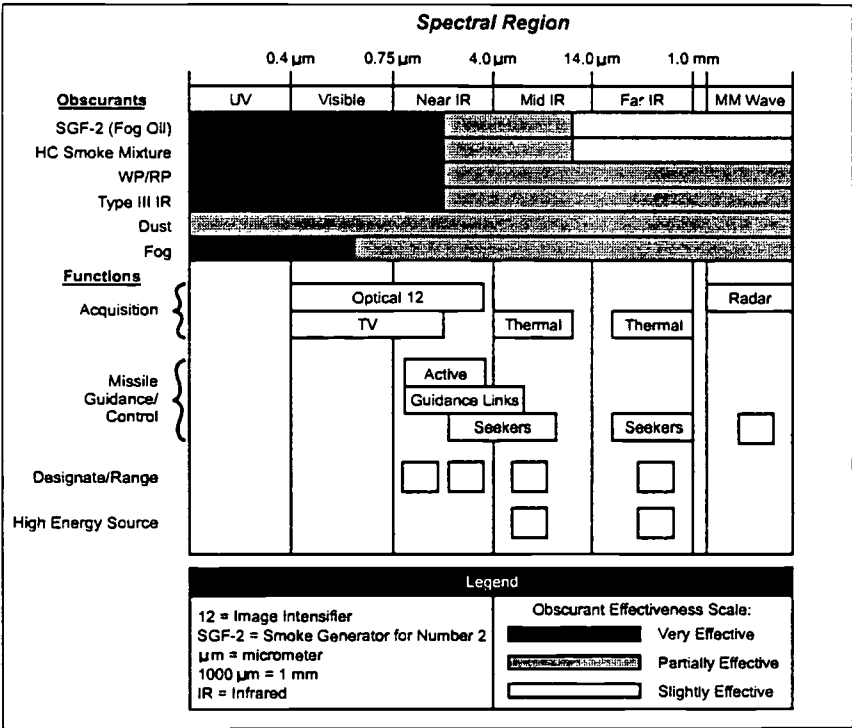 Spectral Region
0.4 µm 0.75 µm 4.0 µm 14.0 µm 1.0 mm
Obscurants UV Visible Near IR Mid IR Far IR MM Wave
SGF-2 (Fog Oil)
HC Smoke Mixture
WP/RP
Type III IR
Dust
Fog
Functions
Acquisition
Optical 12 Radar
TV Thermal Thermal
Missile Guidance/ Control
Active
Guidance Links
Seekers Seekers
Designate/Range
High Energy Source
Legend
12 = Image Intensifier
SGF-2 = Smoke Generator for Number 2
µm = micrometer
1000 µm = 1 mm
IR = Infrared
Obscurant Effectiveness Scale:
Very Effective
Partially Effective
Slightly Effective